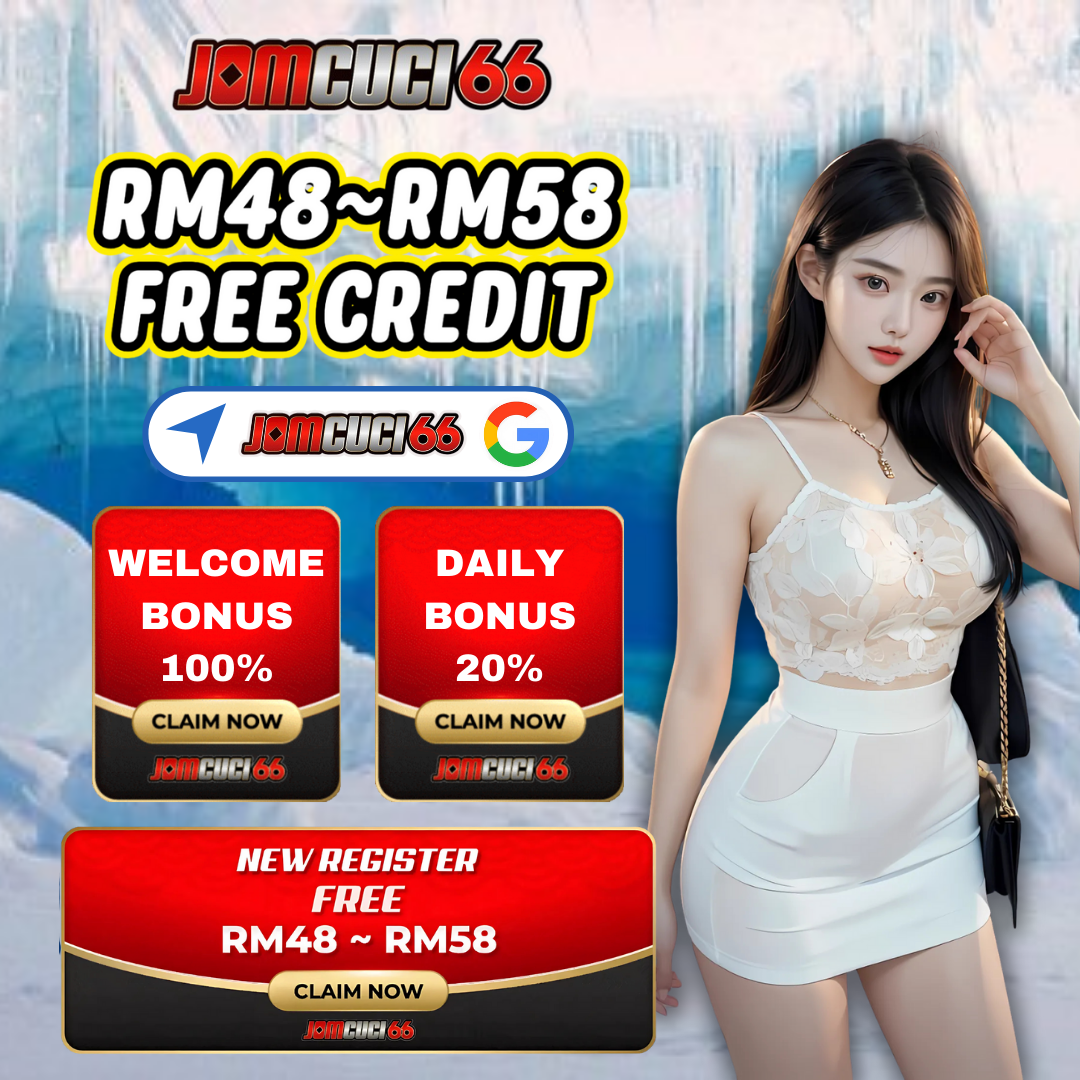 JOMCUCI66
RM48~RM58
FREE CREDIT
JOMCUCI66
WELCOME
BONUS
100%
CLAIM NOW
JOMCUCI66
DAILY
BONUS
20%
CLAIM NOW
JOMCUCI66
NEW REGISTER
FREE
RM48 ~ RM58
CLAIM NOW
JOMCUCI66